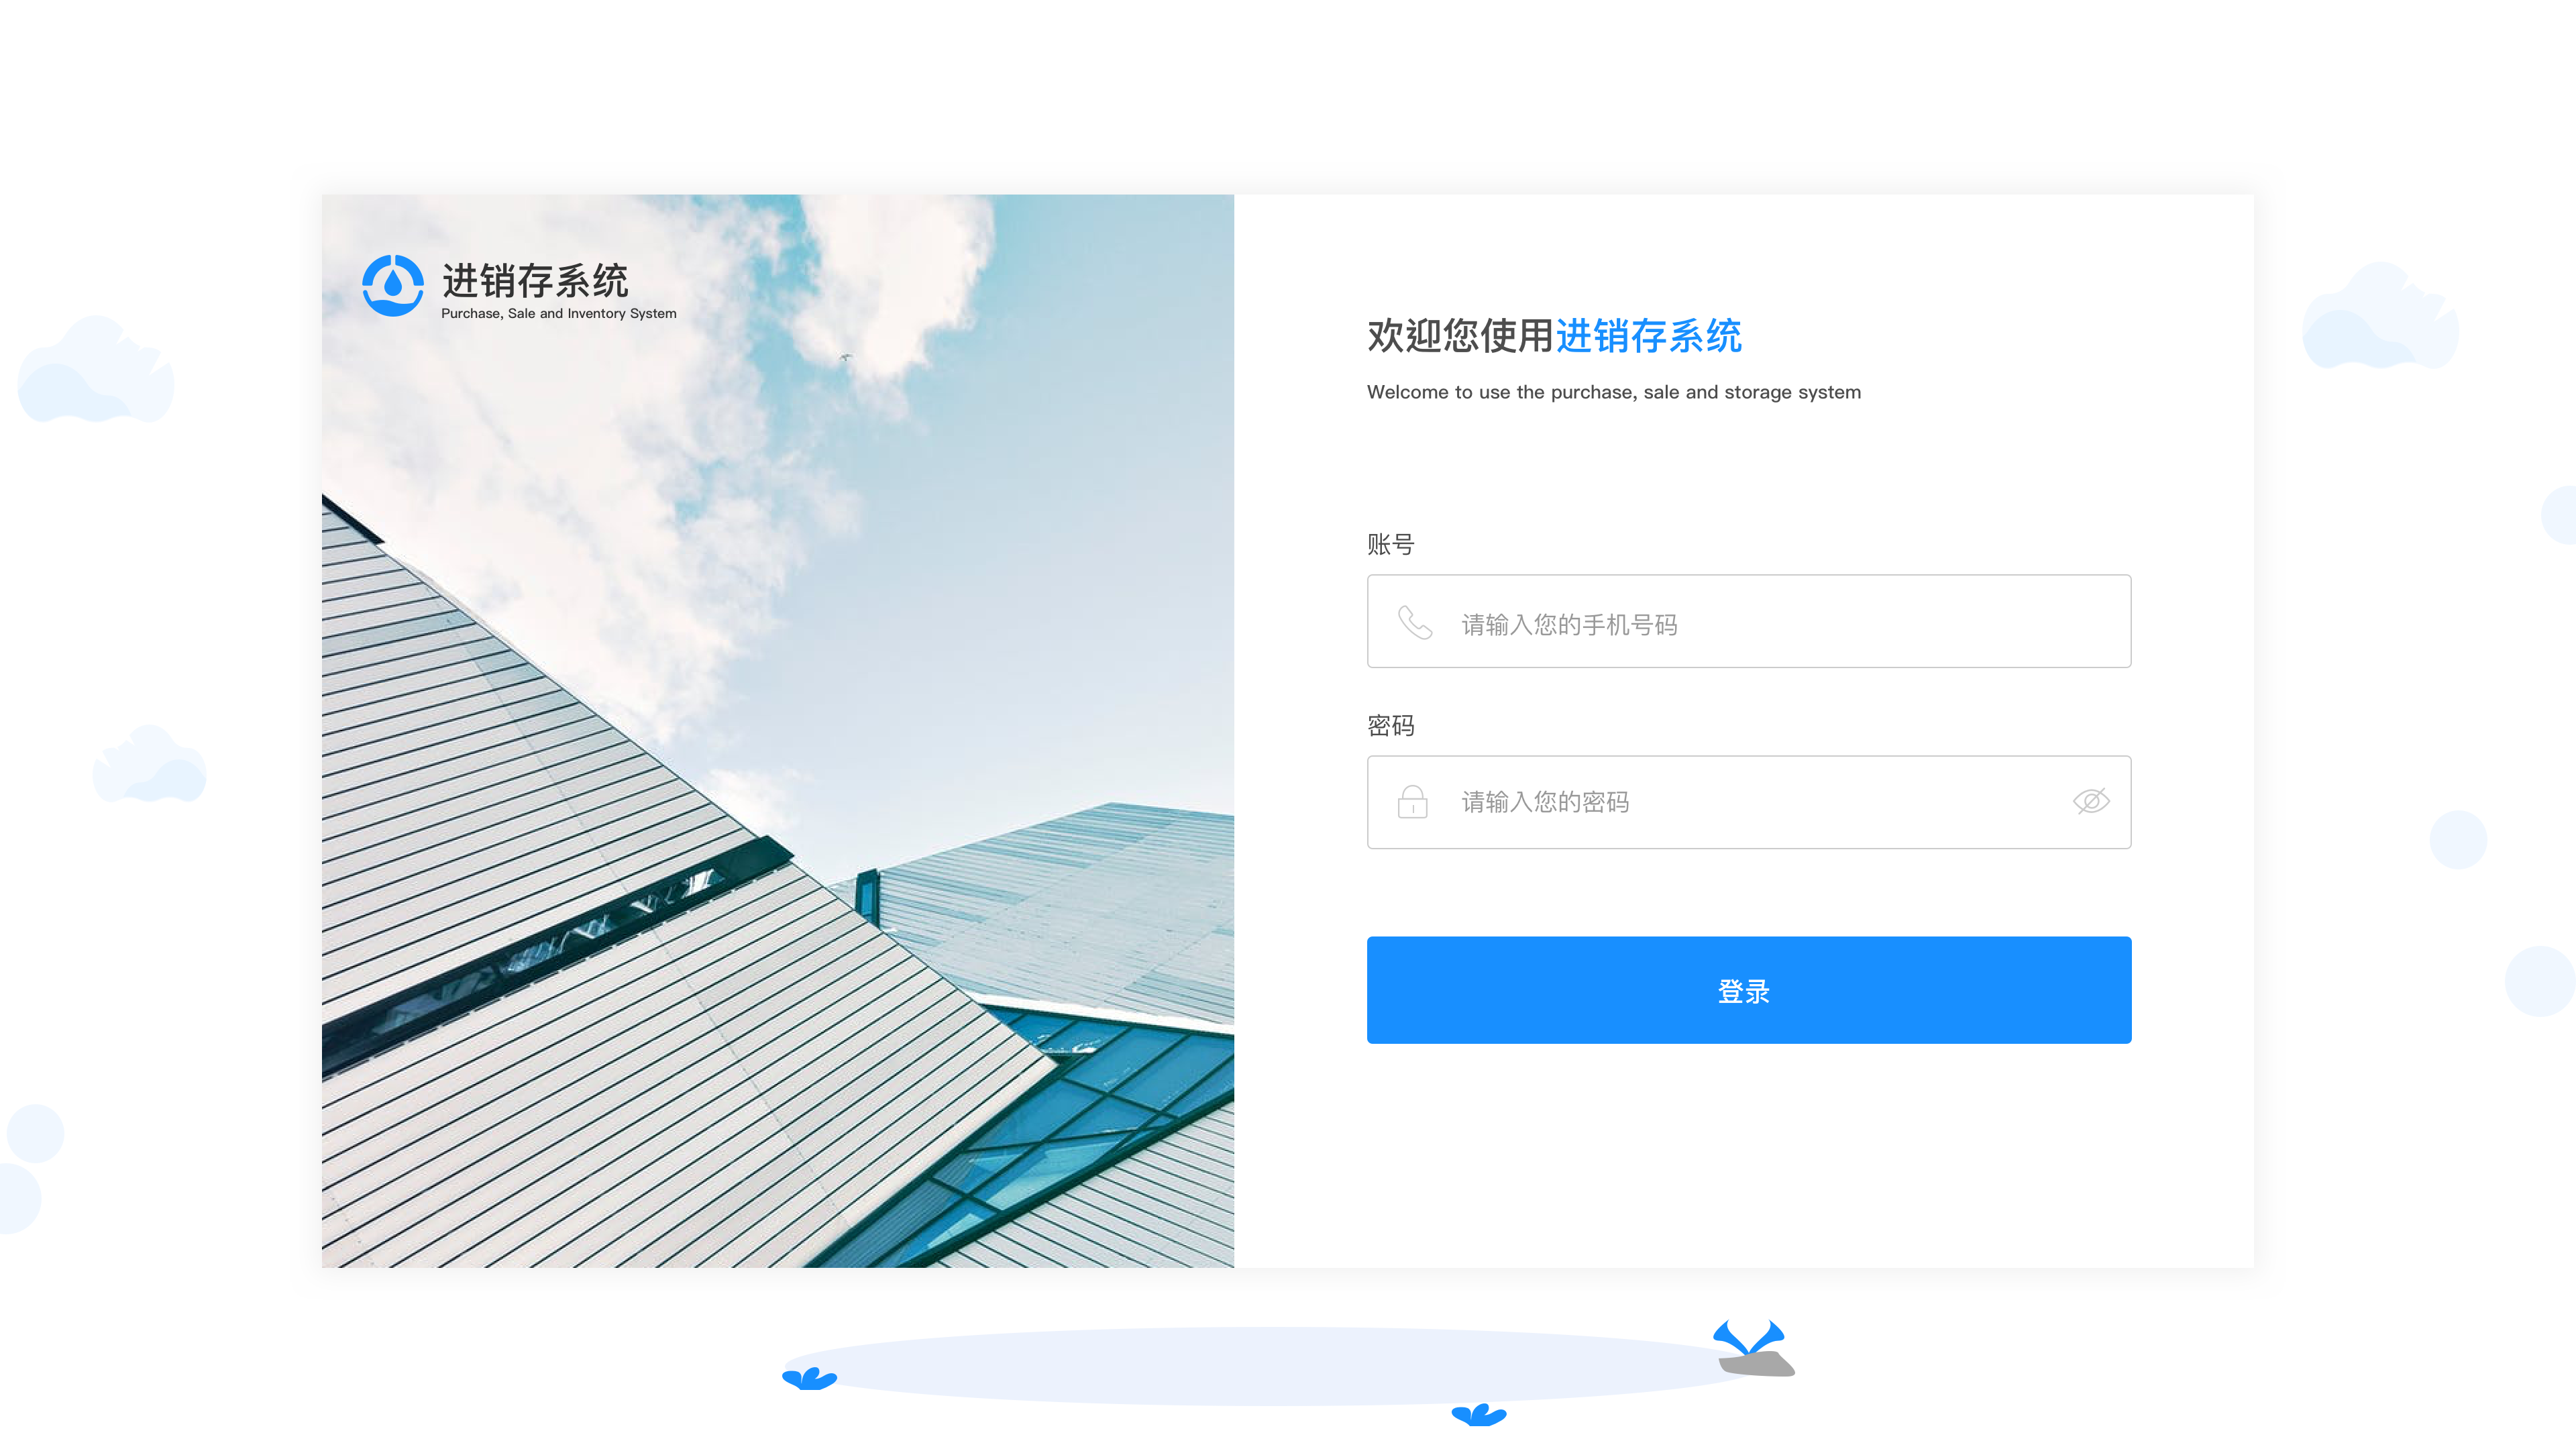 进销存系统
Purchase, Sale and Inventory System
欢迎您使用进销存系统
Welcome to use the purchase, sale and storage system
账号
请输入您的手机号码
密码
请输入您的密码
登录